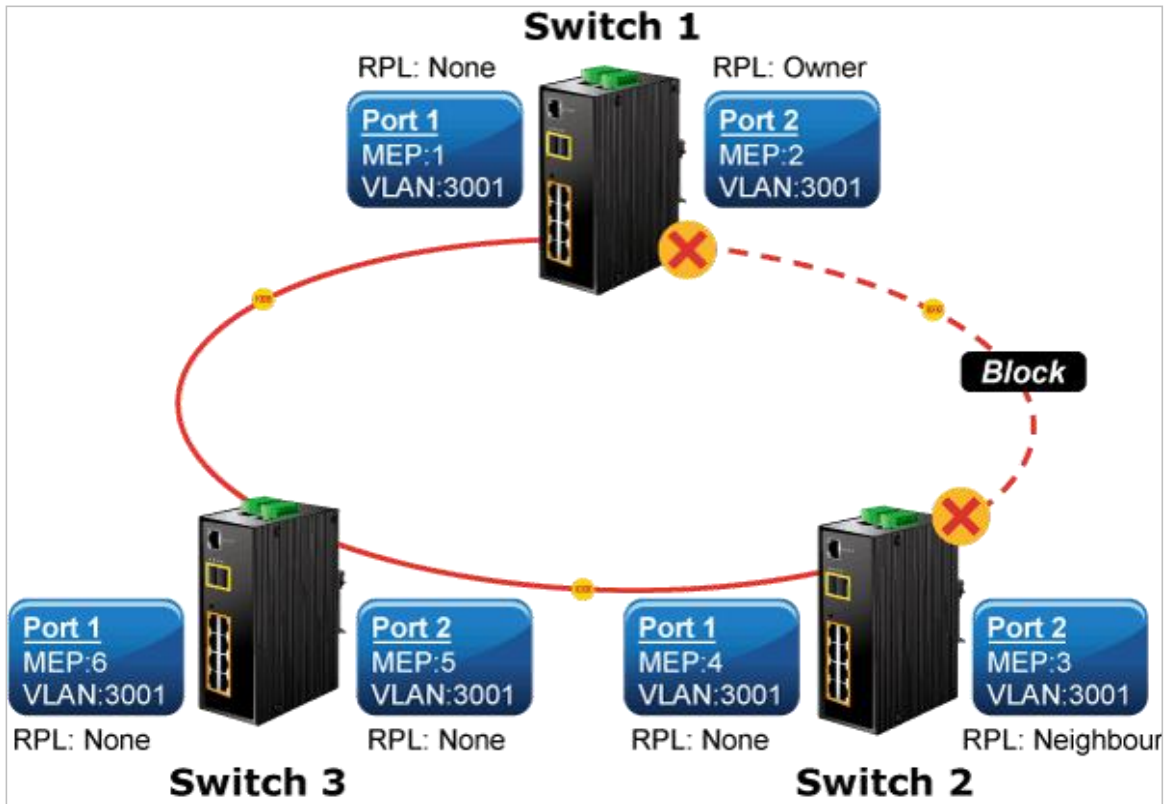 Switch 1
RPL: None
RPL: Owner
Port 1
MEP:1
VLAN:3001
Port 2
MEP:2
VLAN:3001
Block
Port 1
MEP:6
VLAN:3001
RPL: None
Port 2
MEP:5
VLAN:3001
RPL: None
Switch 3
Port 1
MEP:4
VLAN:3001
RPL: None
Port 2
MEP:3
VLAN:3001
RPL: Neighbour
Switch 2